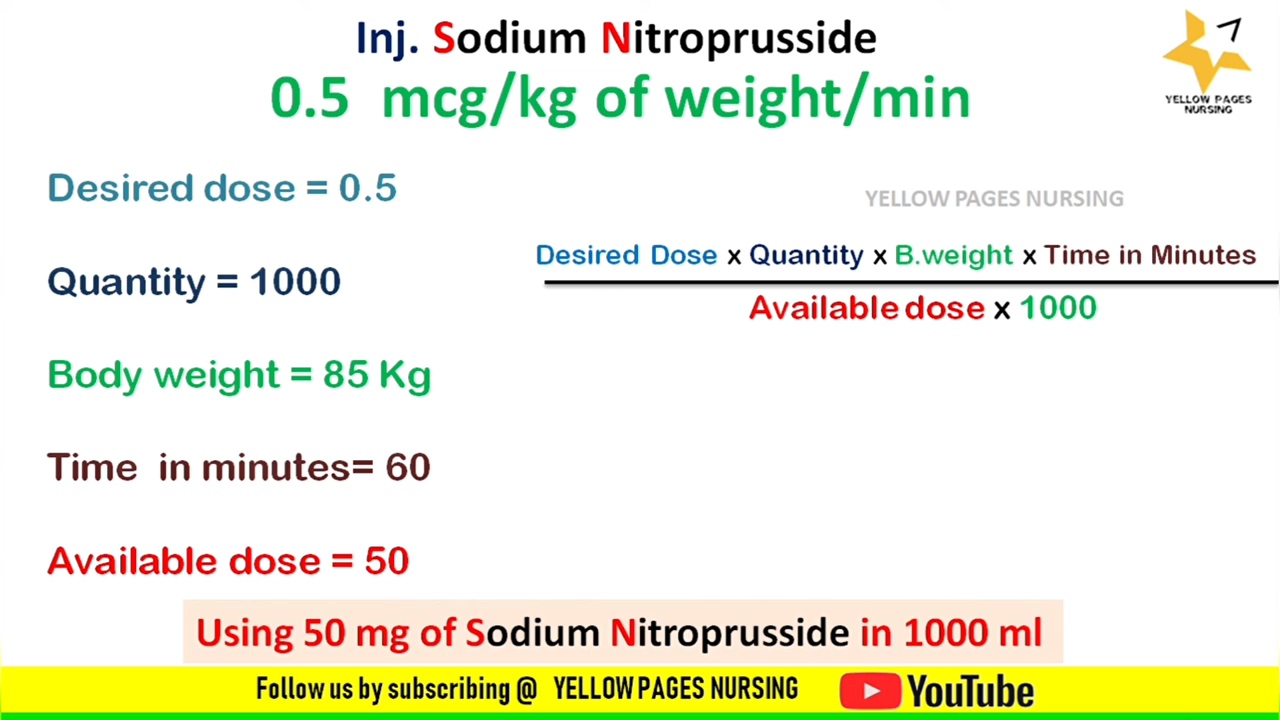 Inj. Sodium Nitroprusside
0.5 mcg/kg of weight/min
YELLOW PAGES
NURSING
Desired dose = 0.5
YELLOW PAGES NURSING
Desired Dose x Quantity x B.weight x Time in Minutes
Quantity = 1000
Available dose x 1000
Body weight = 85 Kg
Time in minutes= 60
Available dose = 50
Using 50 mg of Sodium Nitroprusside in 1000 ml
Follow us by subscribing @ YELLOW PAGES NURSING YouTube